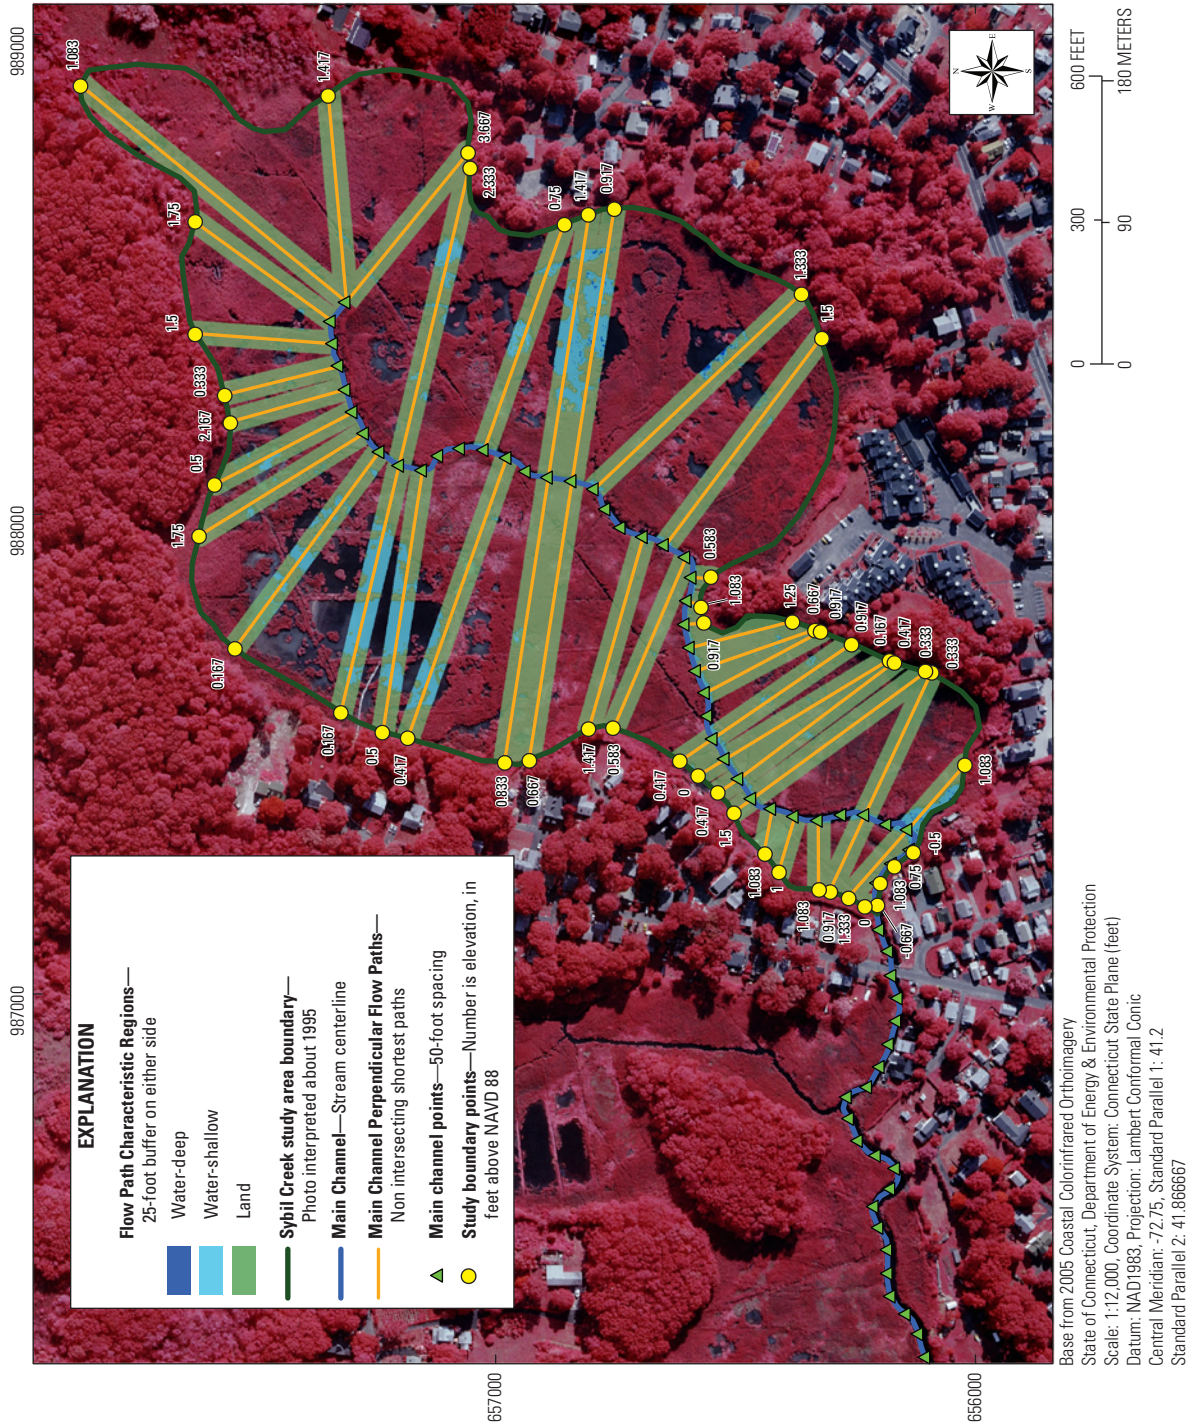 EXPLANATION
Flow Path Characteristic Regions—
25-foot buffer on either side
Water-deep
Water-shallow
Land
Sybil Creek study area boundary—
Photo interpreted about 1995
Main Channel—Stream centerline
Main Channel Perpendicular Flow Paths—
Non intersecting shortest paths
Main channel points—50-foot spacing
Study boundary points—Number is elevation, in
feet above NAVD 88
987000
988000
989000
657000
656000
0.167
1.75
0.5
2.167
0.333
1.5
1.75
1.083
1.417
3.667
2.333
0.75
1.417
0.917
1.333
1.5
0.583
1.083
0.917
1.25
0.667
0.917
0.917
0.167
0.417
0.333
0.333
1.083
-0.5
0.75
1.083
-0.667
0
1.333
0.917
1.083
1
1.083
1.5
0.417
0
0.417
0.583
1.417
0.667
0.833
0.417
0.5
0.167
N
E
S
W
0 300 600 FEET
0 90 180 METERS
Base from 2005 Coastal Colorinfrared Orthoimagery
State of Connecticut, Department of Energy & Environmental Protection
Scale: 1:12,000, Coordinate System: Connecticut State Plane (feet)
Datum: NAD1983, Projection: Lambert Conformal Conic
Central Meridian: -72.75, Standard Parallel 1: 41.2
Standard Parallel 2: 41.866667